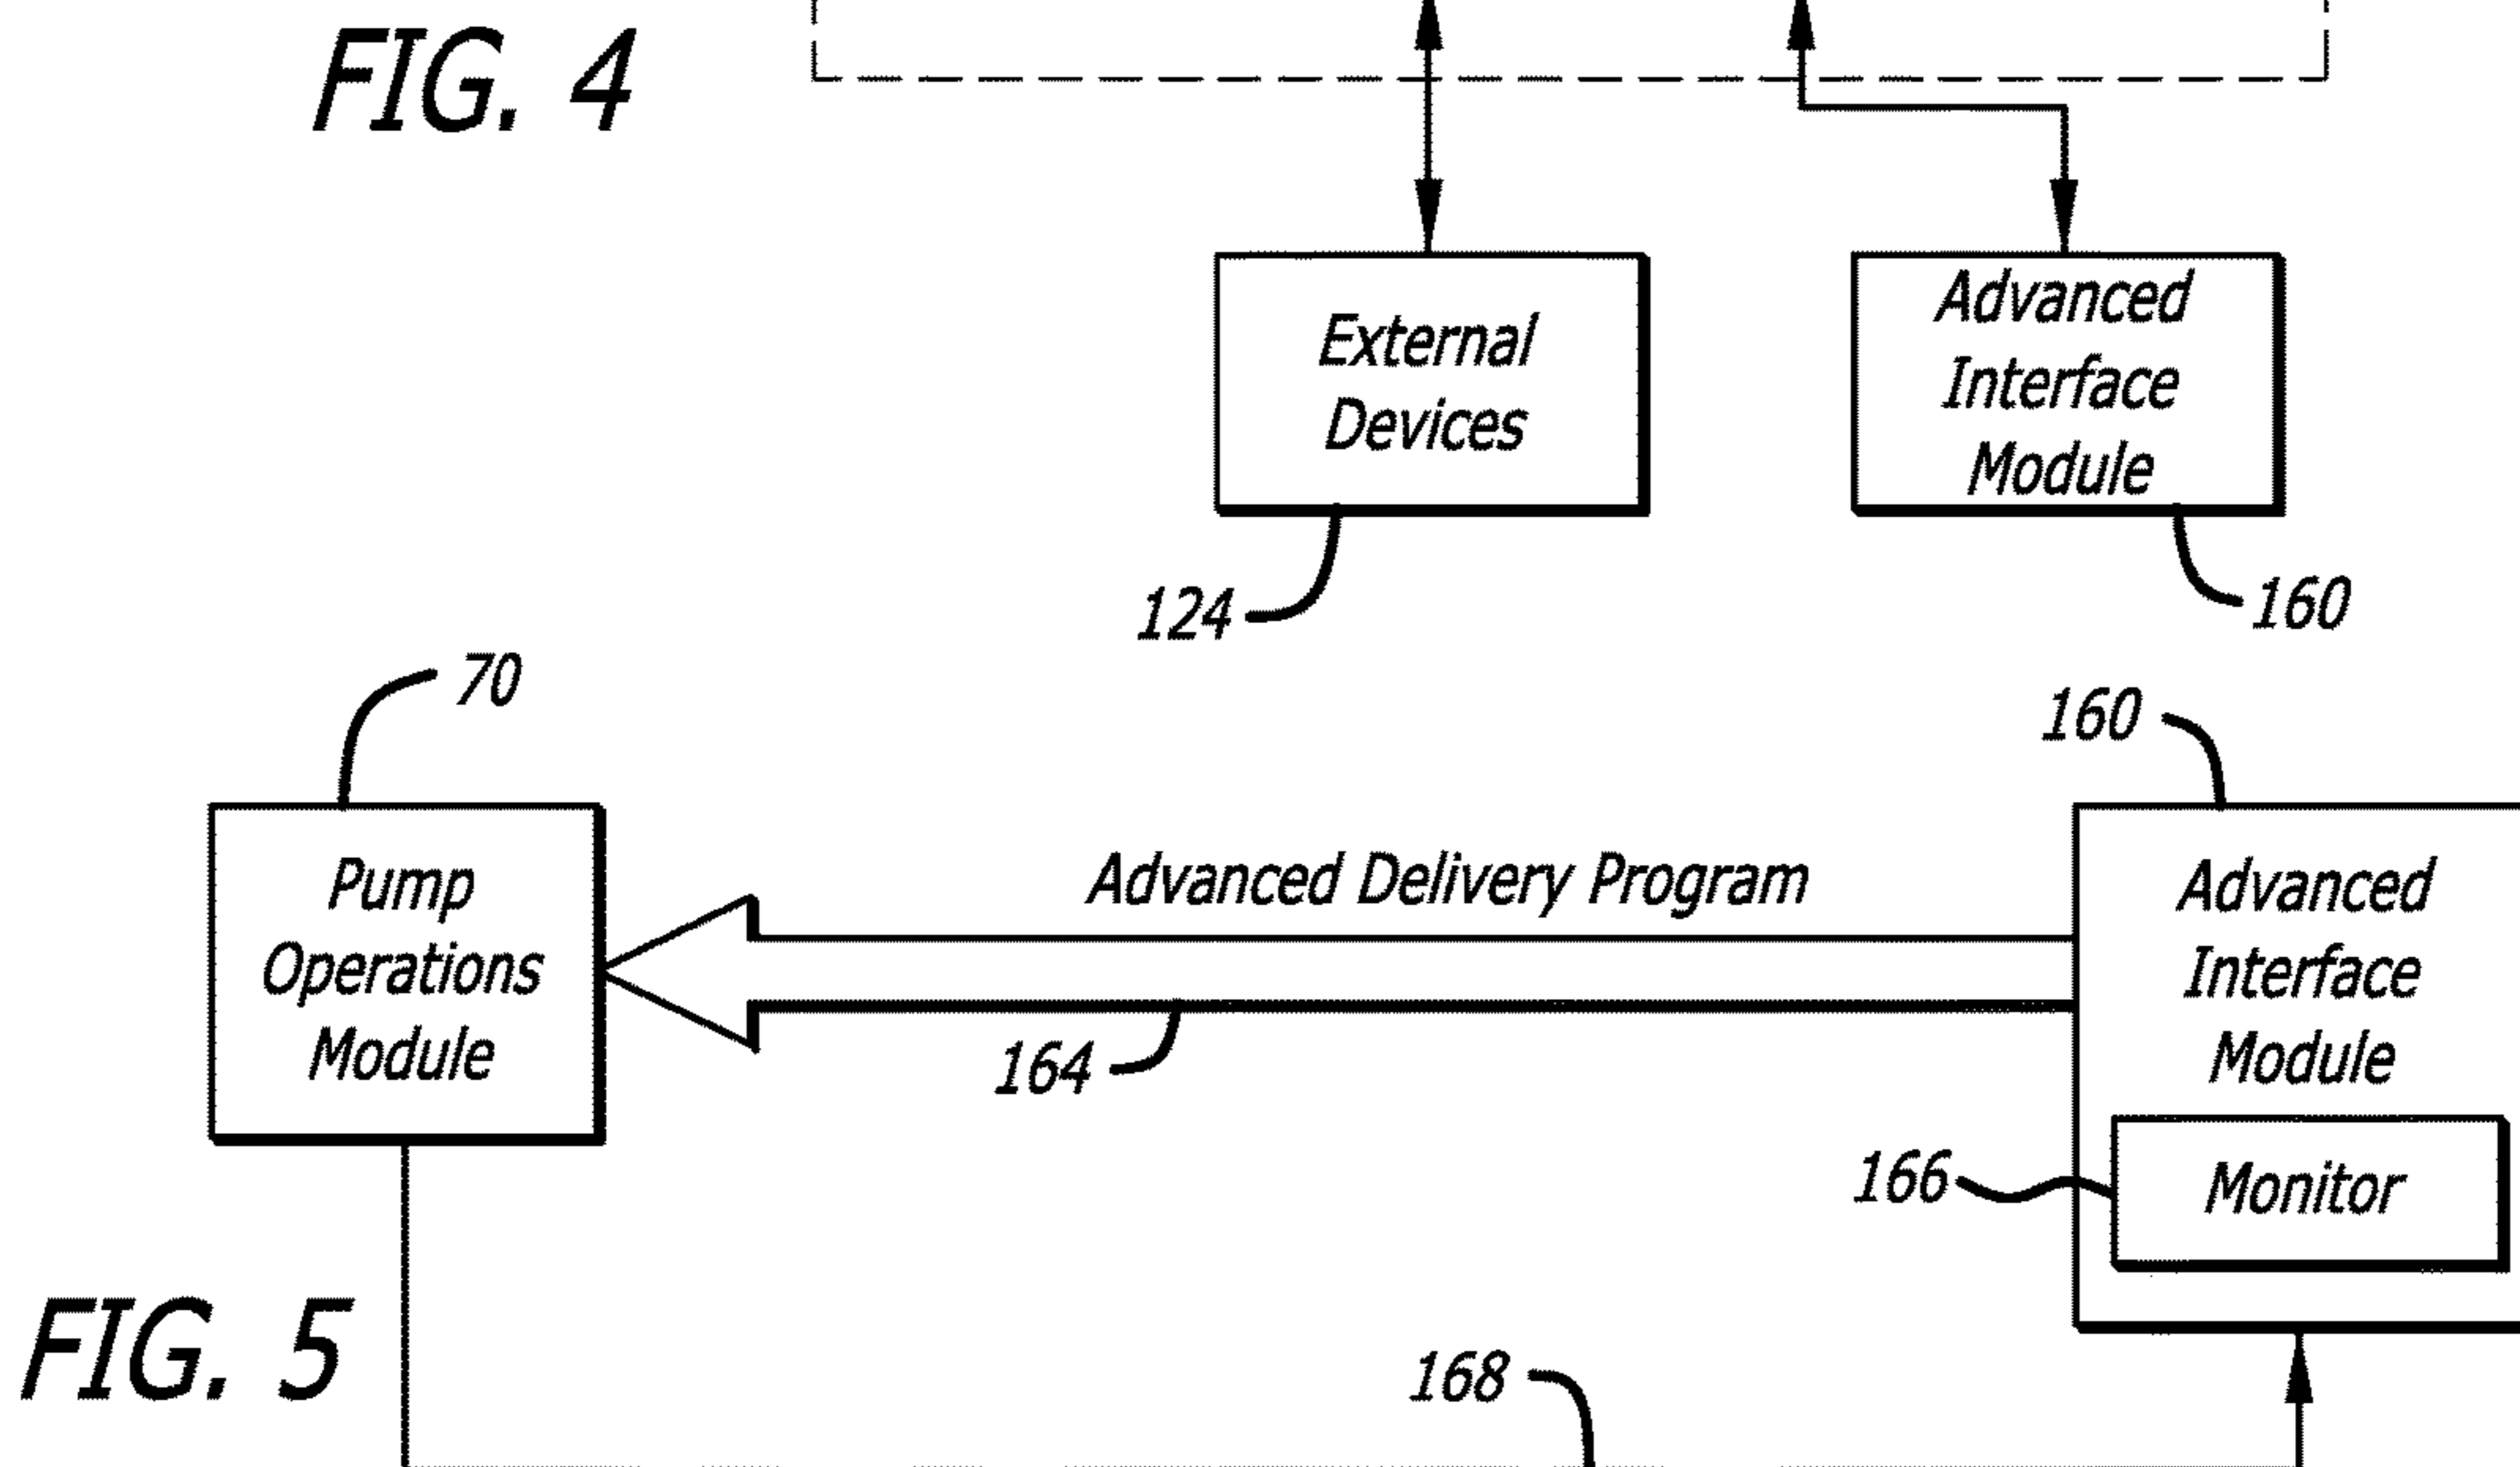 FIG. 4
External
Devices
Advanced
Interface
Module
124
160
70
160
Pump
Operations
Module
Advanced Delivery Program
164
Advanced
Interface
Module
166
Monitor
FIG. 5
168